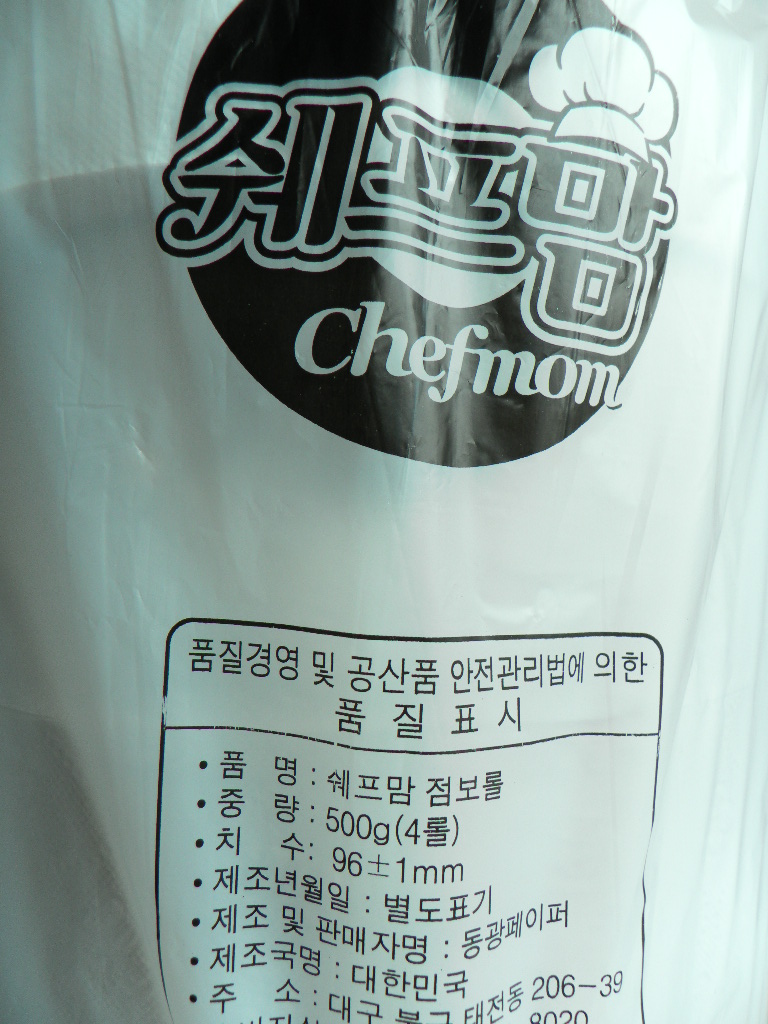 쉐프맘
Chefmom
품질경영 및 공산품 안전관리법에 의한
품 질 표 시
• 품 명 : 쉐프맘 점보롤
• 중 량 : 500g(4롤)
• 치 수: 96±1mm
• 제조년월일 : 별도표기
• 제조 및 판매자명 : 동광페이퍼
• 제조국명 : 대한민국
• 주 소 : 대구 북구 태전동 206-39
8020